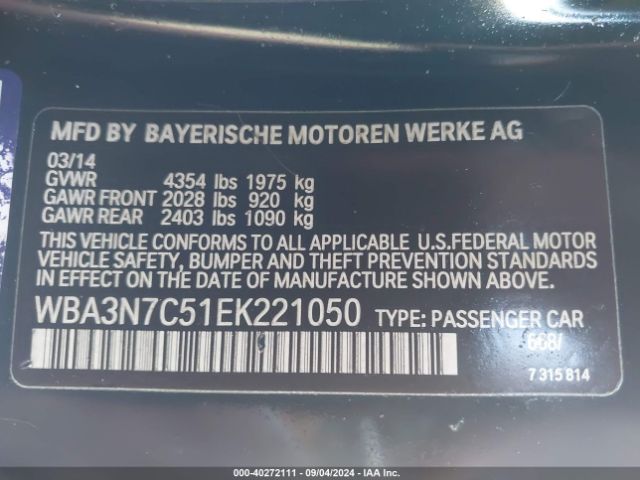 MFD BY BAYERISCHE MOTOREN WERKE AG
03/14
GVWR 4354 lbs 1975 kg
GAWR FRONT 2028 lbs 920 kg
GAWR REAR 2403 lbs 1090 kg
THIS VEHICLE CONFORMS TO ALL APPLICABLE U.S.FEDERAL MOTOR
VEHICLE SAFETY, BUMPER AND THEFT PREVENTION STANDARDS
IN EFFECT ON THE DATE OF MANUFACTURE SHOWN ABOVE.
WBA3N7C51EK221050 TYPE: PASSENGER CAR
668/
7 315 814
000-40272111 - 09/04/2024 - IAA Inc.